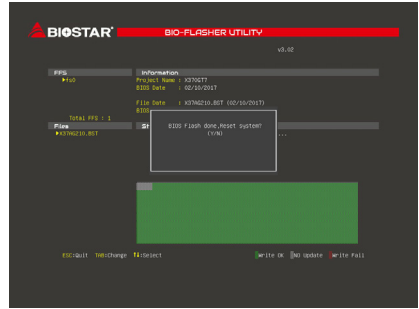 BIOSTAR
BIO-FLASHER UTILITY
v3.02
FFS
fs0
Information
Project Name : X370GT7
BIOS Date : 02/10/2017
File Date : X37AG210.BST (02/10/2017)
BIOS
Total FFS : 1
Files
X37AG210.BST
St
BIOS Flash done,Reset system?
(Y/N)
...
ESC:Quit TAB:Change ↑↓:Select
Write OK NO Update Write Fail